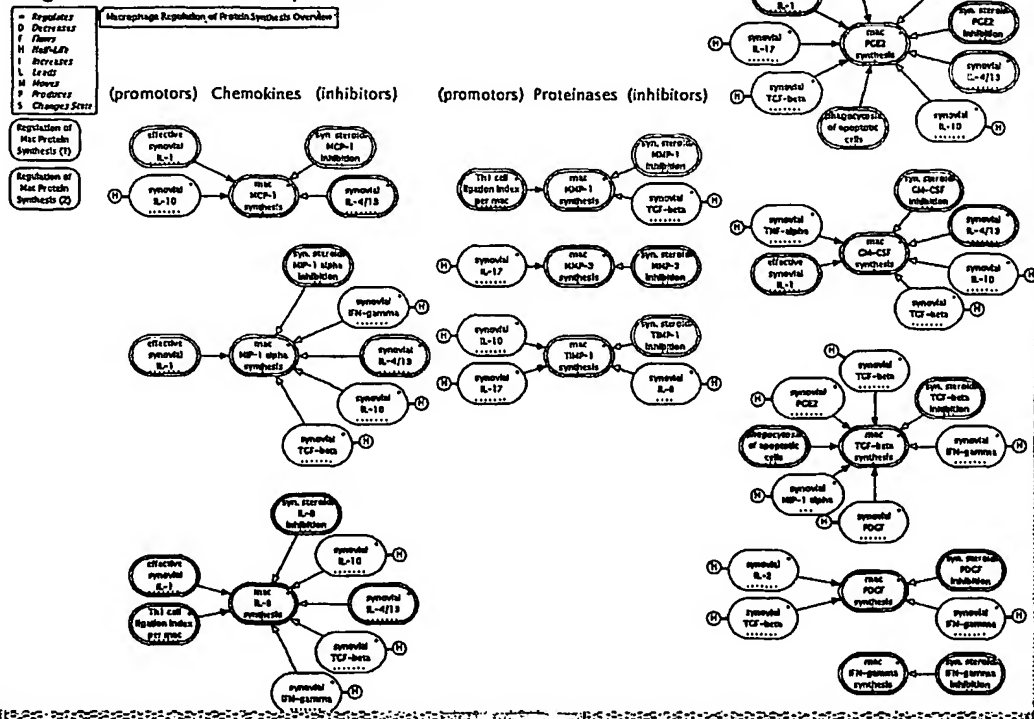 = Regulates
D Decreases
F Flows
H Half-Life
I Increases
L Leads
M Moves
P Produces
S Changes State
Macrophage Regulation of Protein Synthesis Overview
Regulation of
Mac Protein
Synthesis (1)
Regulation of
Mac Protein
Synthesis (2)
(promotors) Chemokines (inhibitors)
effective
synovial
IL-1
syn. steroid
MCP-1
inhibition
H
synovial
IL-10
mac
MCP-1
synthesis
synovial
IL-4/13
syn. steroid
MIP-1 alpha
inhibition
synovial
IFN-gamma
H
effective
synovial
IL-1
mac
MIP-1 alpha
synthesis
synovial
IL-4/13
synovial
IL-10
H
synovial
TGF-beta
H
syn. steroid
IL-8
inhibition
synovial
IL-10
H
effective
synovial
IL-1
mac
IL-8
synthesis
synovial
IL-4/13
Th1 cell
ligation index
per mac
synovial
TGF-beta
H
synovial
IFN-gamma
H
(promotors) Proteinases (inhibitors)
syn. steroid
MMP-1
inhibition
Th1 cell
ligation index
per mac
mac
MMP-1
synthesis
synovial
TGF-beta
H
H
synovial
IL-17
mac
MMP-3
synthesis
syn. steroid
MMP-3
inhibition
H
synovial
IL-10
syn. steroid
TIMP-1
inhibition
mac
TIMP-1
synthesis
H
synovial
IL-17
synovial
H
IL-1
syn. steroid
PGE2
inhibition
H
synovial
IL-17
mac
PGE2
synthesis
synovial
IL-4/13
H
synovial
TGF-beta
phagocytosis
of apoptotic
cells
synovial
IL-10
H
syn. steroid
GM-CSF
inhibition
H
synovial
TNF-alpha
synovial
IL-4/13
mac
GM-CSF
synthesis
effective
synovial
IL-1
synovial
IL-10
H
synovial
TGF-beta
H
H
synovial
TGF-beta
H
synovial
PGE2
syn. steroid
TGF-beta
inhibition
phagocytosis
of apoptotic
cells
mac
TGF-beta
synthesis
synovial
IFN-gamma
H
H
synovial
MIP-1 alpha
H
synovial
PDGF
H
synovial
IL-2
syn. steroid
PDGF
inhibition
mac
PDGF
synthesis
H
synovial
TGF-beta
synovial
IFN-gamma
H
mac
IFN-gamma
synthesis
syn. steroid
IFN-gamma
inhibition